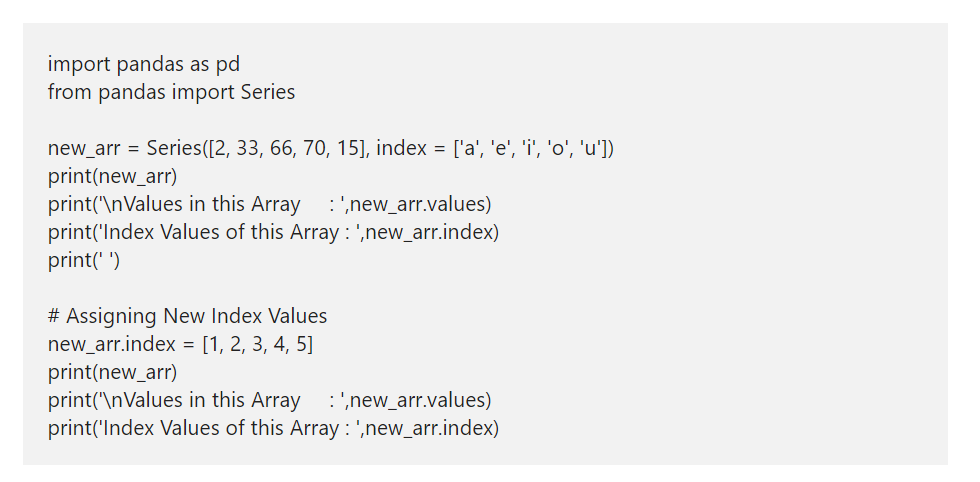 import pandas as pd
from pandas import Series
new_arr = Series([2, 33, 66, 70, 15], index = ['a', 'e', 'i', 'o', 'u'])
print(new_arr)
print('\nValues in this Array     : ',new_arr.values)
print('Index Values of this Array : ',new_arr.index)
print(' ')
# Assigning New Index Values
new_arr.index = [1, 2, 3, 4, 5]
print(new_arr)
print('\nValues in this Array     : ',new_arr.values)
print('Index Values of this Array : ',new_arr.index)